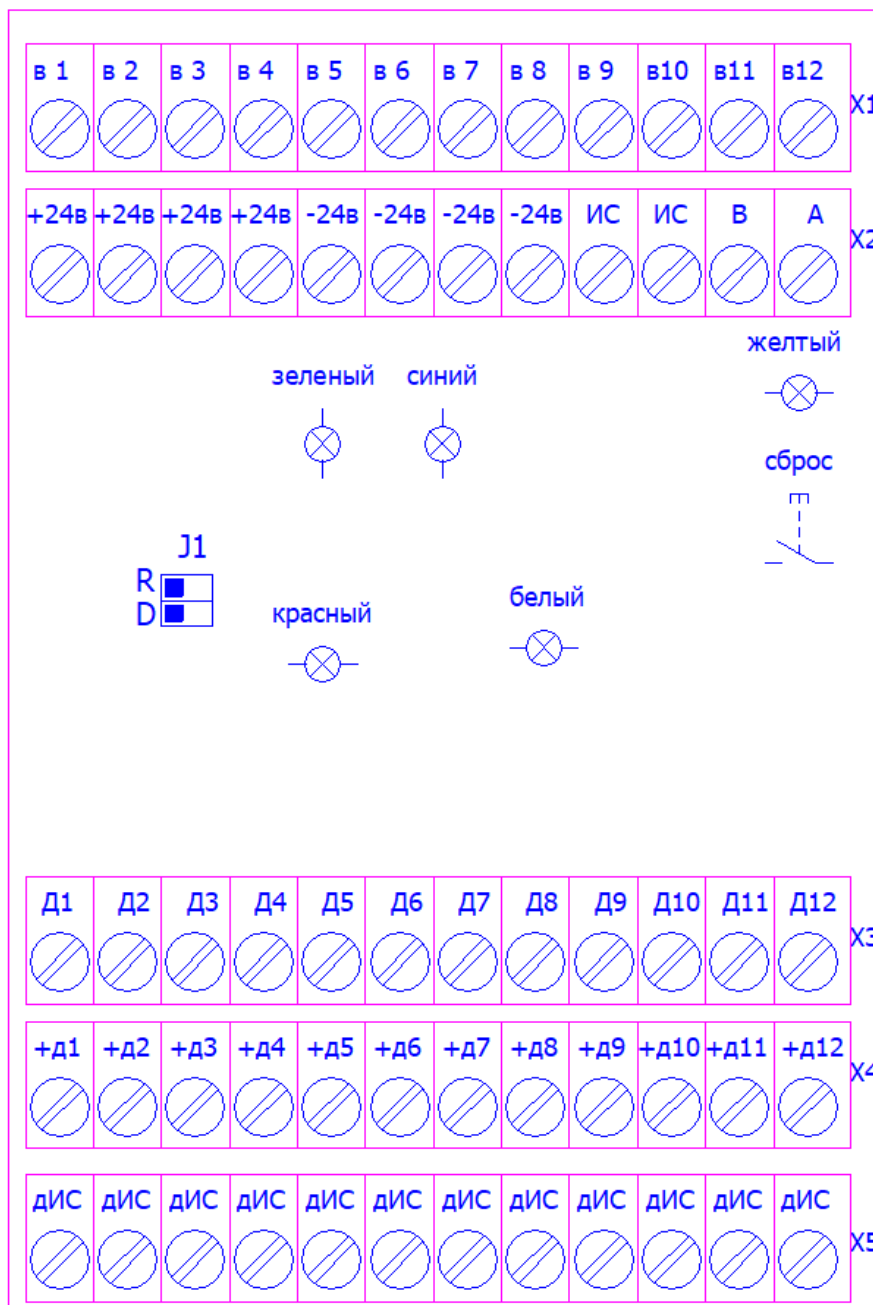 в 1 в 2 в 3 в 4 в 5 в 6 в 7 в 8 в 9 в10 в11 в12
X1
+24в +24в +24в +24в -24в -24в -24в -24в ИС ИС В А
X2
желтый
зеленый синий
сброс
J1
R
D
красный
белый
Д1 Д2 Д3 Д4 Д5 Д6 Д7 Д8 Д9 Д10 Д11 Д12
X3
+д1 +д2 +д3 +д4 +д5 +д6 +д7 +д8 +д9 +д10 +д11 +д12
X4
дИС дИС дИС дИС дИС дИС дИС дИС дИС дИС дИС дИС
X5